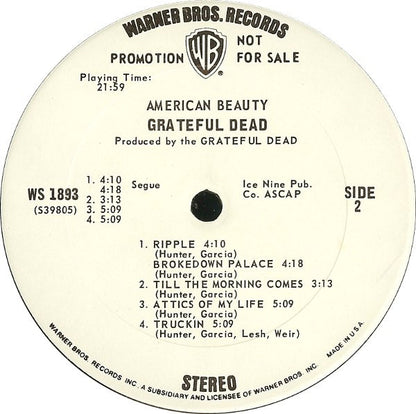 WARNER BROS. RECORDS
PROMOTION WB NOT FOR SALE
®
Playing Time:
21:59
AMERICAN BEAUTY
GRATEFUL DEAD
Produced by the GRATEFUL DEAD
WS 1893
(S39805)
1. 4:10
4:18
2. 3:13
3. 5:09
4. 5:09
Segue
Ice Nine Pub.
Co. ASCAP
SIDE
2
1. RIPPLE 4:10
(Hunter, Garcia)
BROKEDOWN PALACE 4:18
(Hunter, Garcia)
2. TILL THE MORNING COMES 3:13
(Hunter, Garcia)
3. ATTICS OF MY LIFE 5:09
(Hunter, Garcia)
4. TRUCKIN 5:09
(Hunter, Garcia, Lesh, Weir)
STEREO
WARNER BROS. RECORDS INC. A SUBSIDIARY AND LICENSEE OF WARNER BROS. INC. MADE IN U.S.A.